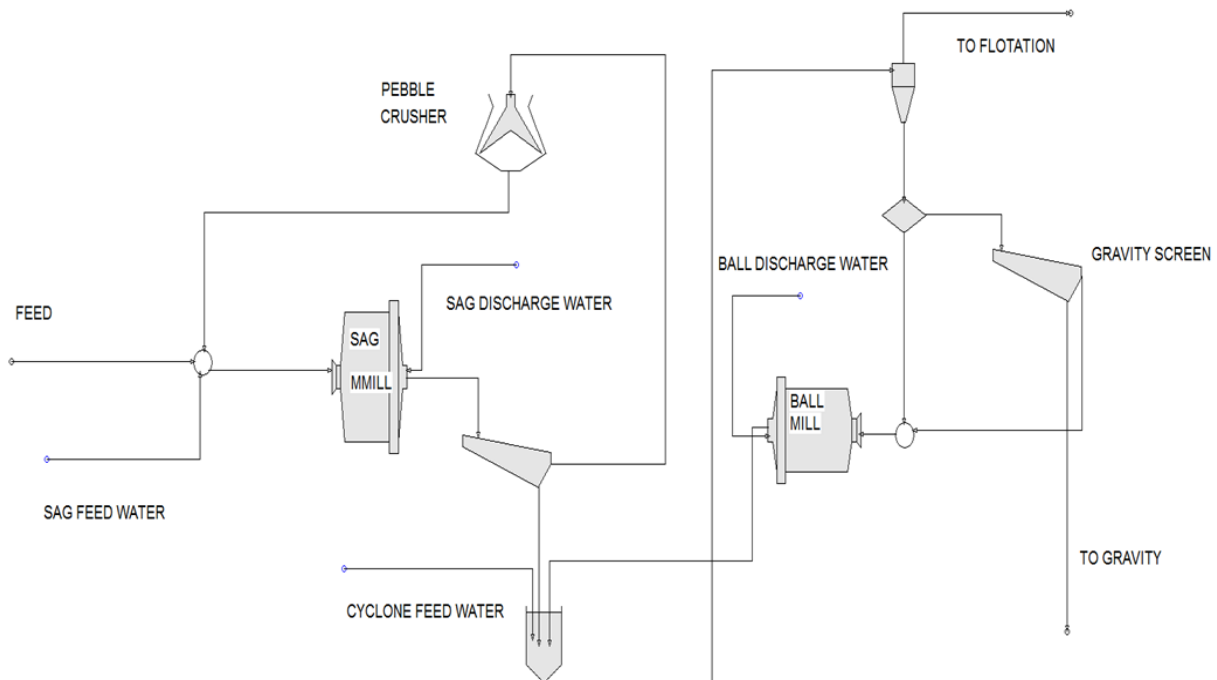 TO FLOTATION
PEBBLE
CRUSHER
GRAVITY SCREEN
BALL DISCHARGE WATER
SAG DISCHARGE WATER
FEED
SAG
MMILL
BALL
MILL
SAG FEED WATER
TO GRAVITY
CYCLONE FEED WATER